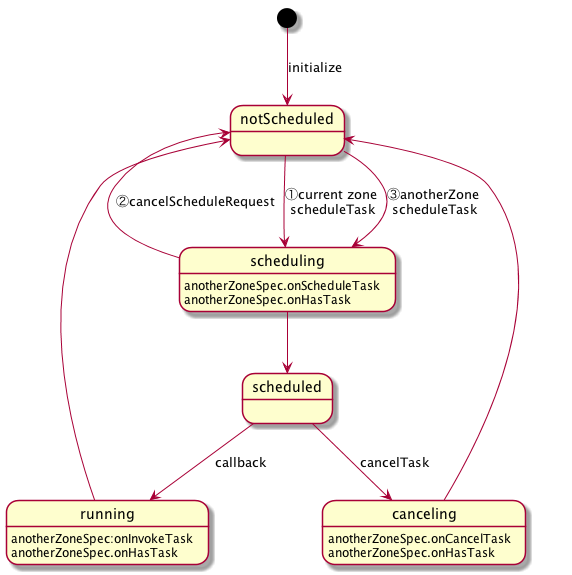 initialize
notScheduled
②cancelScheduleRequest
①current zone
scheduleTask
③anotherZone
scheduleTask
scheduling
anotherZoneSpec.onScheduleTask
anotherZoneSpec.onHasTask
scheduled
callback
cancelTask
running
anotherZoneSpec:onInvokeTask
anotherZoneSpec.onHasTask
canceling
anotherZoneSpec.onCancelTask
anotherZoneSpec.onHasTask